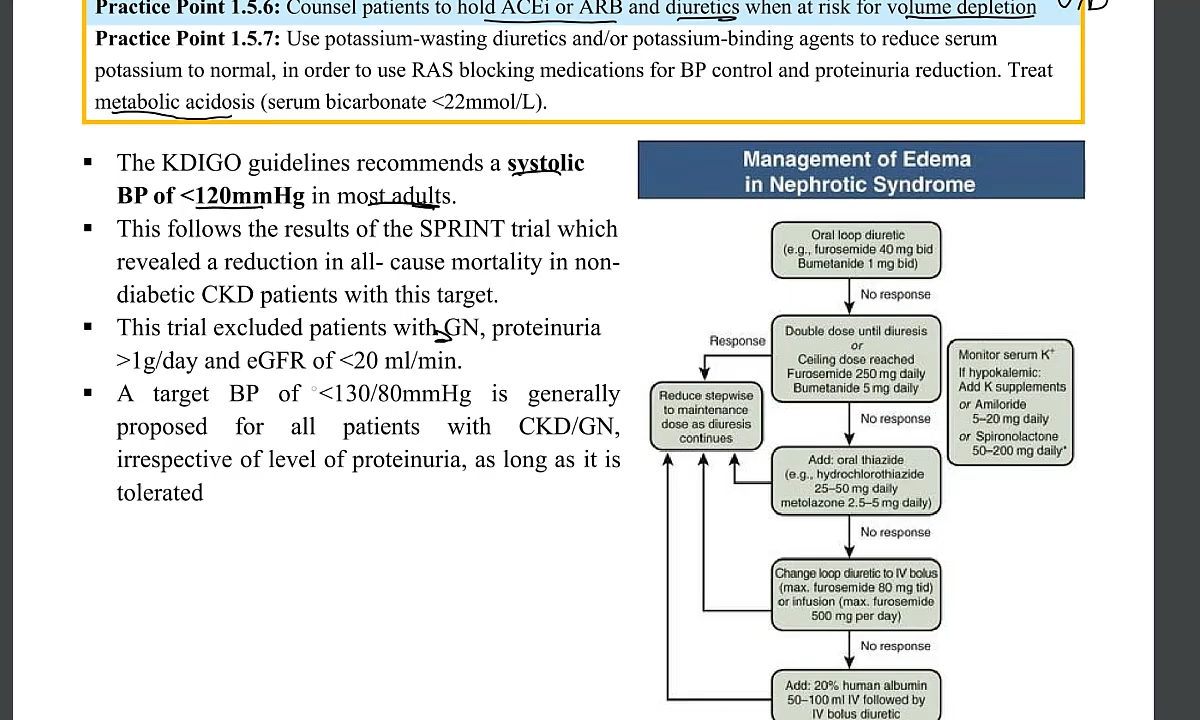 Practice Point 1.5.6: Counsel patients to hold ACEi or ARB and diuretics when at risk for volume depletion
Practice Point 1.5.7: Use potassium-wasting diuretics and/or potassium-binding agents to reduce serum
potassium to normal, in order to use RAS blocking medications for BP control and proteinuria reduction. Treat
metabolic acidosis (serum bicarbonate <22mmol/L).
▪ The KDIGO guidelines recommends a systolic
BP of <120mmHg in most adults.
▪ This follows the results of the SPRINT trial which
revealed a reduction in all- cause mortality in non-
diabetic CKD patients with this target.
▪ This trial excluded patients with GN, proteinuria
>1g/day and eGFR of <20 ml/min.
▪ A target BP of <130/80mmHg is generally
proposed for all patients with CKD/GN,
irrespective of level of proteinuria, as long as it is
tolerated
Management of Edema
in Nephrotic Syndrome
Oral loop diuretic
(e.g., furosemide 40 mg bid
Bumetanide 1 mg bid)
No response
Double dose until diuresis
or
Ceiling dose reached
Furosemide 250 mg daily
Bumetanide 5 mg daily
Response
Reduce stepwise
to maintenance
dose as diuresis
continues
Monitor serum K+
If hypokalemic:
Add K supplements
or Amiloride
5–20 mg daily
or Spironolactone
50–200 mg daily*
No response
Add: oral thiazide
(e.g., hydrochlorothiazide
25–50 mg daily
metolazone 2.5–5 mg daily)
No response
Change loop diuretic to IV bolus
(max. furosemide 80 mg tid)
or infusion (max. furosemide
500 mg per day)
No response
Add: 20% human albumin
50–100 ml IV followed by
IV bolus diuretic